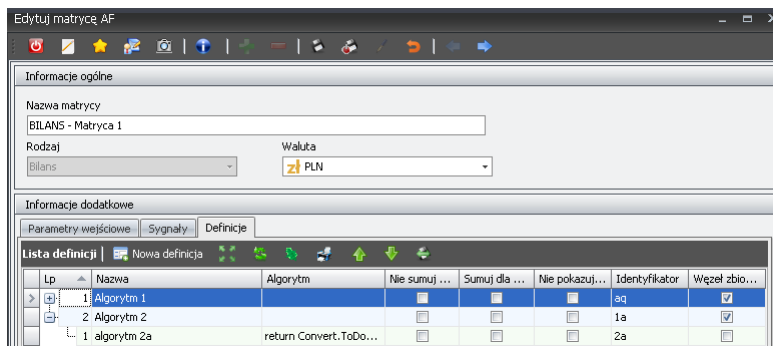 Edytuj matrycę AF
Informacje ogólne
Nazwa matrycy
BILANS - Matryca 1
Rodzaj Waluta
Bilans zł PLN
Informacje dodatkowe
Parametry wejściowe Sygnały Definicje
Lista definicji Nowa definicja
Lp Nazwa Algorytm Nie sumuj ... Sumuj dla ... Nie pokazuj... Identyfikator Węzeł zbio...
1 Algorytm 1 aq
2 Algorytm 2 1a
1 algorytm 2a return Convert.ToDo... 2a